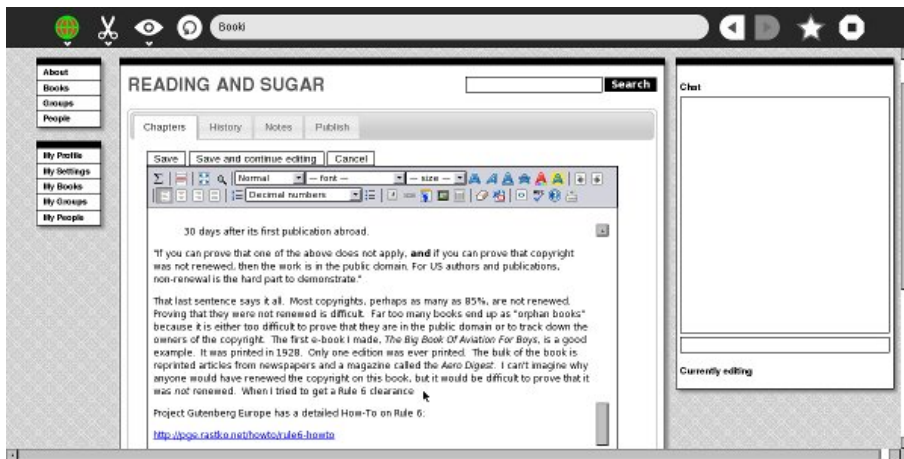 Booki
About
Books
Groups
People
My Profile
My Settings
My Books
My Groups
My People
READING AND SUGAR
Search
Chapters History Notes Publish
Save Save and continue editing Cancel
Normal — font — — size —
Decimal numbers
30 days after its first publication abroad.
"If you can prove that one of the above does not apply, and if you can prove that copyright
was not renewed, then the work is in the public domain. For US authors and publications,
non-renewal is the hard part to demonstrate."
That last sentence says it all. Most copyrights, perhaps as many as 85%, are not renewed.
Proving that they were not renewed is difficult. Far too many books end up as "orphan books"
because it is either too difficult to prove that they are in the public domain or to track down the
owners of the copyright. The first e-book I made, The Big Book Of Aviation For Boys, is a good
example. It was printed in 1928. Only one edition was ever printed. The bulk of the book is
reprinted articles from newspapers and a magazine called the Aero Digest. I can't imagine why
anyone would have renewed the copyright on this book, but it would be difficult to prove that it
was not renewed. When I tried to get a Rule 6 clearance
Project Gutenberg Europe has a detailed How-To on Rule 6:
http://pge.rastko.net/howto/rule6-howto
Chat
Currently editing